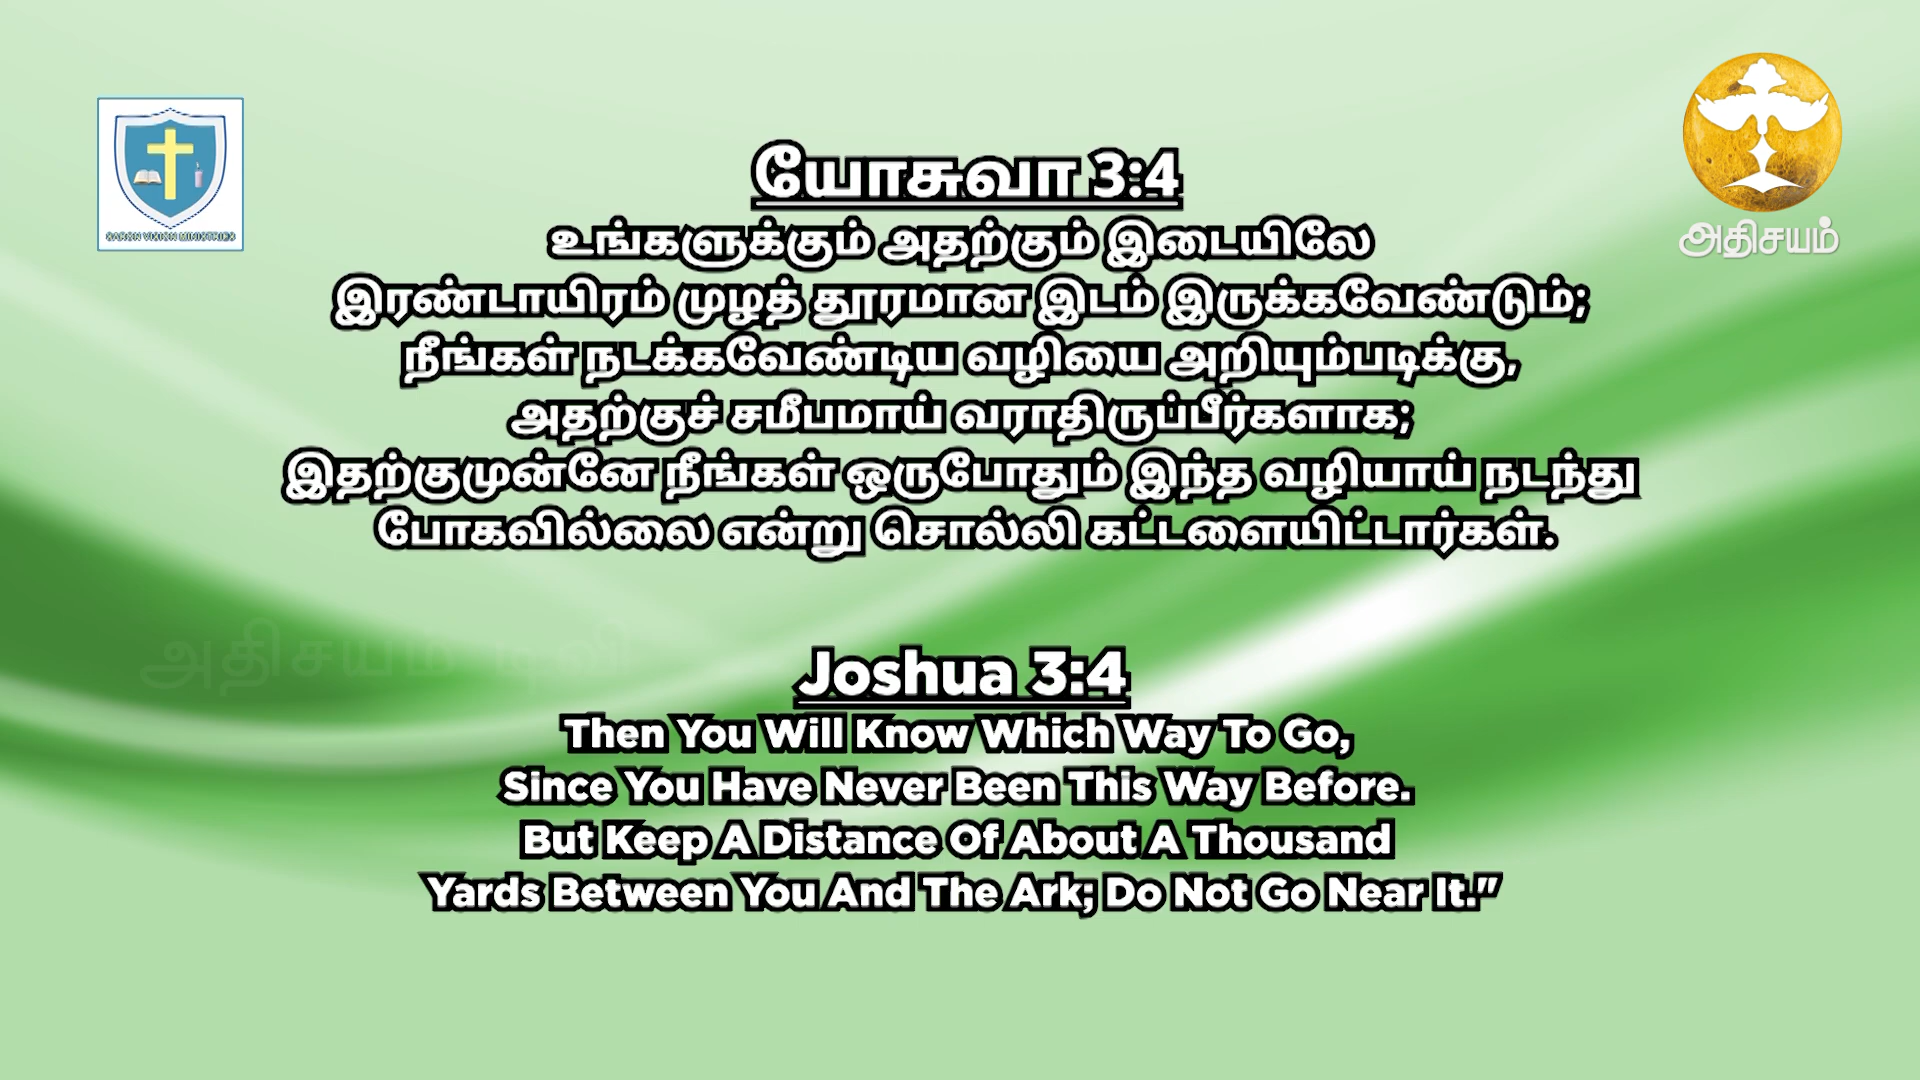 யோசுவா 3:4
உங்களுக்கும் அதற்கும் இடையிலே
இரண்டாயிரம் முழத் தூரமான இடம் இருக்கவேண்டும்;
நீங்கள் நடக்கவேண்டிய வழியை அறியும்படிக்கு,
அதற்குச் சமீபமாய் வராதிருப்பீர்களாக;
இதற்குமுன்னே நீங்கள் ஒருபோதும் இந்த வழியாய் நடந்து
போகவில்லை என்று சொல்லி கட்டளையிட்டார்கள்.
அதிசயம்
அதிசயம் டிவி
Joshua 3:4
Then You Will Know Which Way To Go,
Since You Have Never Been This Way Before.
But Keep A Distance Of About A Thousand
Yards Between You And The Ark; Do Not Go Near It."